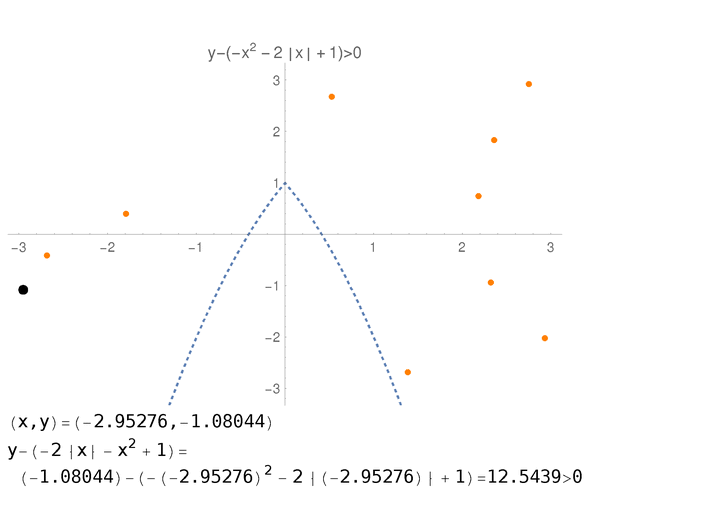 y−(−x² − 2 |x| + 1)>0
3
2
1
−3 −2 −1 1 2 3
−1
−2
−3
(x,y)=(−2.95276,−1.08044)
y−(−2 |x| − x² + 1)=
(−1.08044)−(−(−2.95276)² − 2 |(−2.95276)| + 1)=12.5439>0